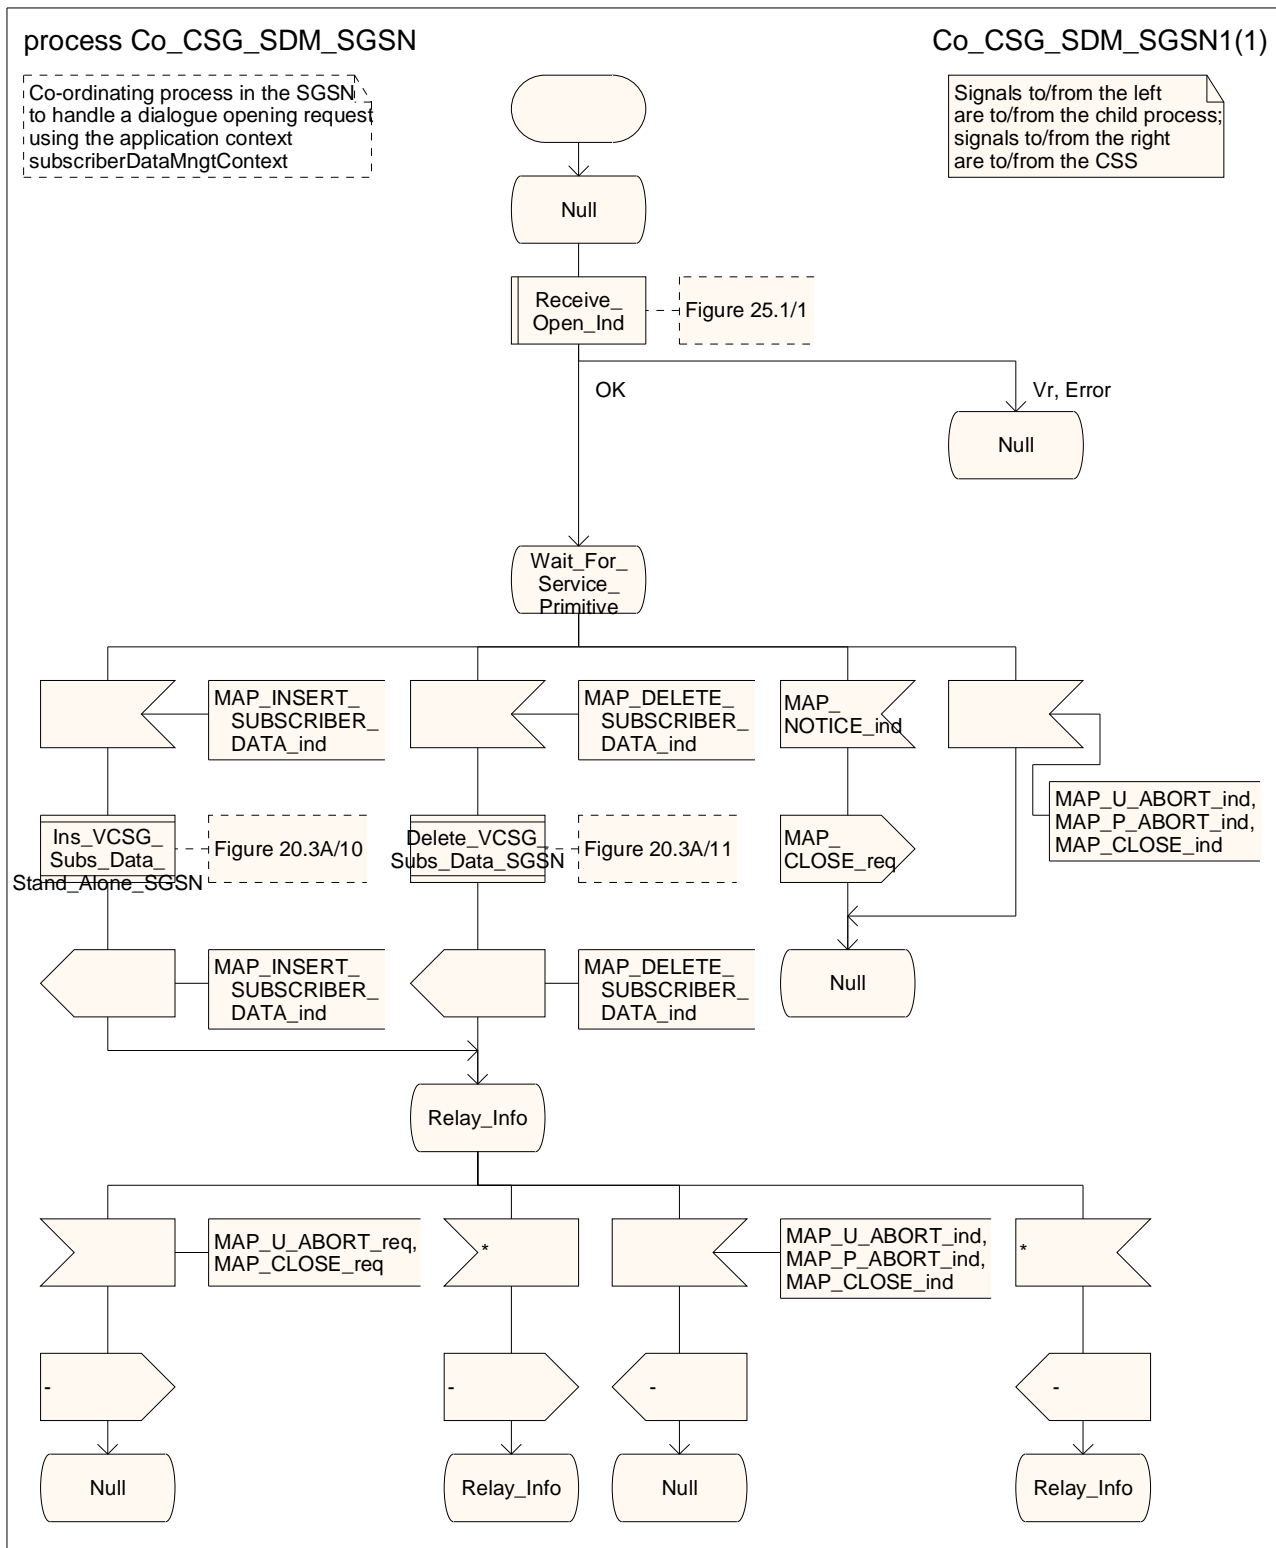 process Co_CSG_SDM_SGSN
Co_CSG_SDM_SGSN1(1)
Co-ordinating process in the SGSN
to handle a dialogue opening request
using the application context
subscriberDataMngtContext
Signals to/from the left
are to/from the child process;
signals to/from the right
are to/from the CSS
Null
Receive_
Open_Ind
Figure 25.1/1
OK
Vr, Error
Null
Wait_For_
Service_
Primitive
MAP_INSERT_
SUBSCRIBER_
DATA_ind
MAP_DELETE_
SUBSCRIBER_
DATA_ind
MAP_
NOTICE_ind
MAP_U_ABORT_ind,
MAP_P_ABORT_ind,
MAP_CLOSE_ind
Ins_VCSG_
Subs_Data_
Stand_Alone_SGSN
Figure 20.3A/10
Delete_VCSG_
Subs_Data_SGSN
Figure 20.3A/11
MAP_
CLOSE_req
MAP_INSERT_
SUBSCRIBER_
DATA_ind
MAP_DELETE_
SUBSCRIBER_
DATA_ind
Null
Relay_Info
MAP_U_ABORT_req,
MAP_CLOSE_req
*
MAP_U_ABORT_ind,
MAP_P_ABORT_ind,
MAP_CLOSE_ind
*
-
-
-
-
Null
Relay_Info
Null
Relay_Info